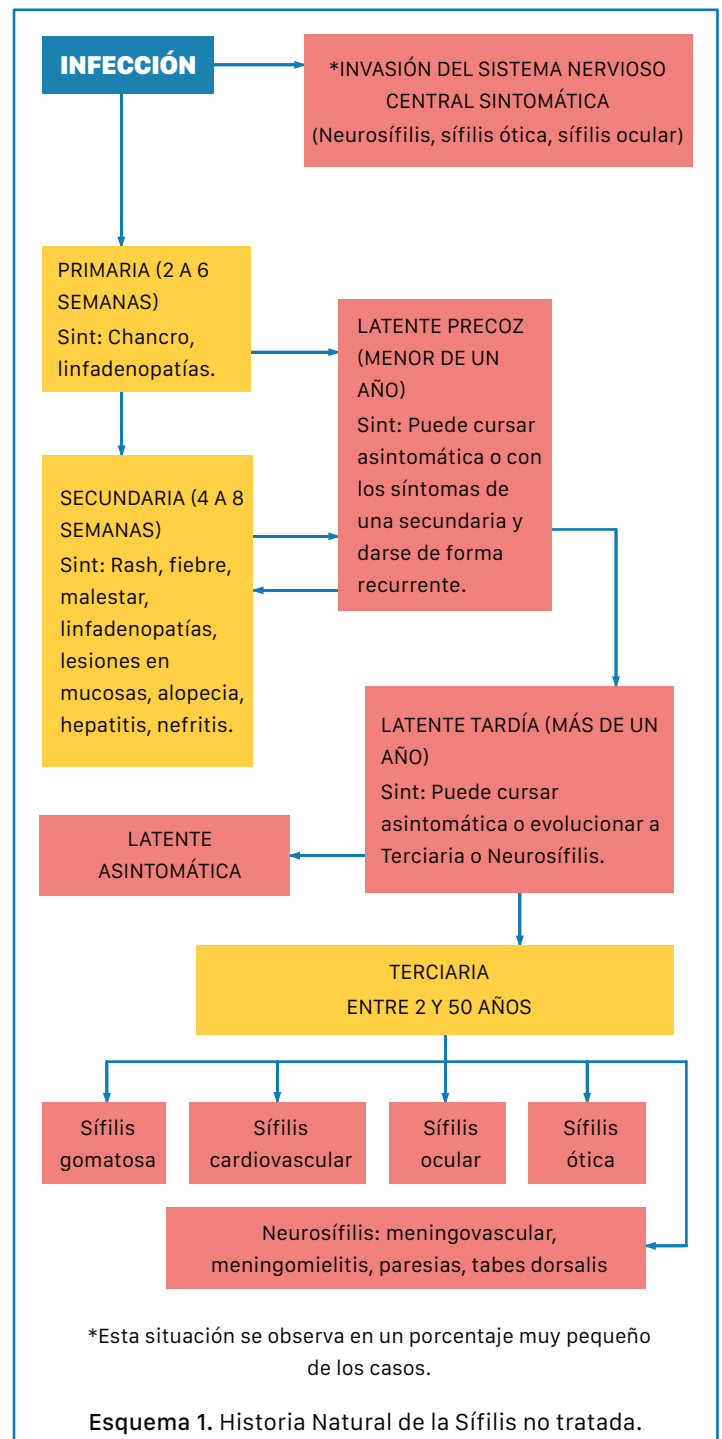 INFECCIÓN
*INVASIÓN DEL SISTEMA NERVIOSO
CENTRAL SINTOMÁTICA
(Neurosífilis, sífilis ótica, sífilis ocular)
PRIMARIA (2 A 6
SEMANAS)
Sint: Chancro,
linfadenopatías.
LATENTE PRECOZ
(MENOR DE UN
AÑO)
Sint: Puede cursar
asintomática o con
los síntomas de
una secundaria y
darse de forma
recurrente.
SECUNDARIA (4 A 8
SEMANAS)
Sint: Rash, fiebre,
malestar,
linfadenopatías,
lesiones en
mucosas, alopecia,
hepatitis, nefritis.
LATENTE TARDÍA (MÁS DE UN
AÑO)
Sint: Puede cursar
asintomática o evolucionar a
Terciaria o Neurosífilis.
LATENTE
ASINTOMÁTICA
TERCIARIA
ENTRE 2 Y 50 AÑOS
Sífilis
gomatosa
Sífilis
cardiovascular
Sífilis
ocular
Sífilis
ótica
Neurosífilis: meningovascular,
meningomielitis, paresias, tabes dorsalis
*Esta situación se observa en un porcentaje muy pequeño
de los casos.
Esquema 1. Historia Natural de la Sífilis no tratada.